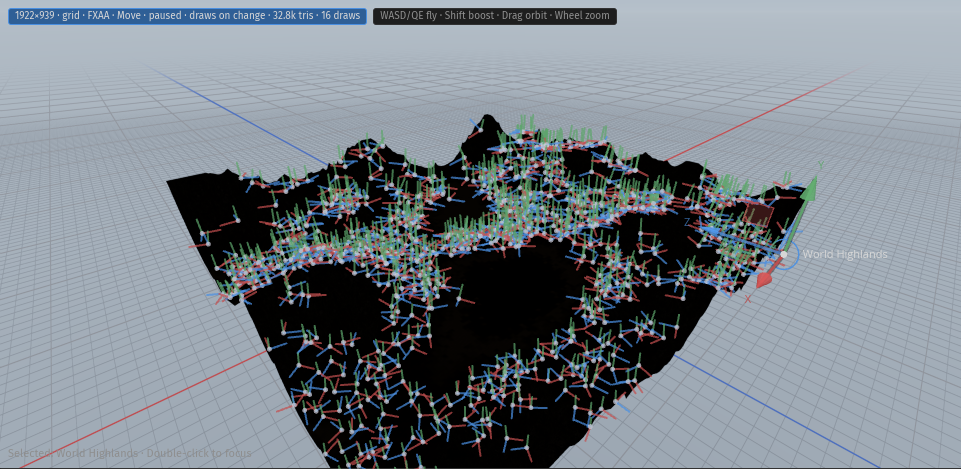 1922×939 · grid · FXAA · Move · paused · draws on change · 32.8k tris · 16 draws
WASD/QE fly · Shift boost · Drag orbit · Wheel zoom
World Highlands
Selected: World Highlands · Double-click to focus